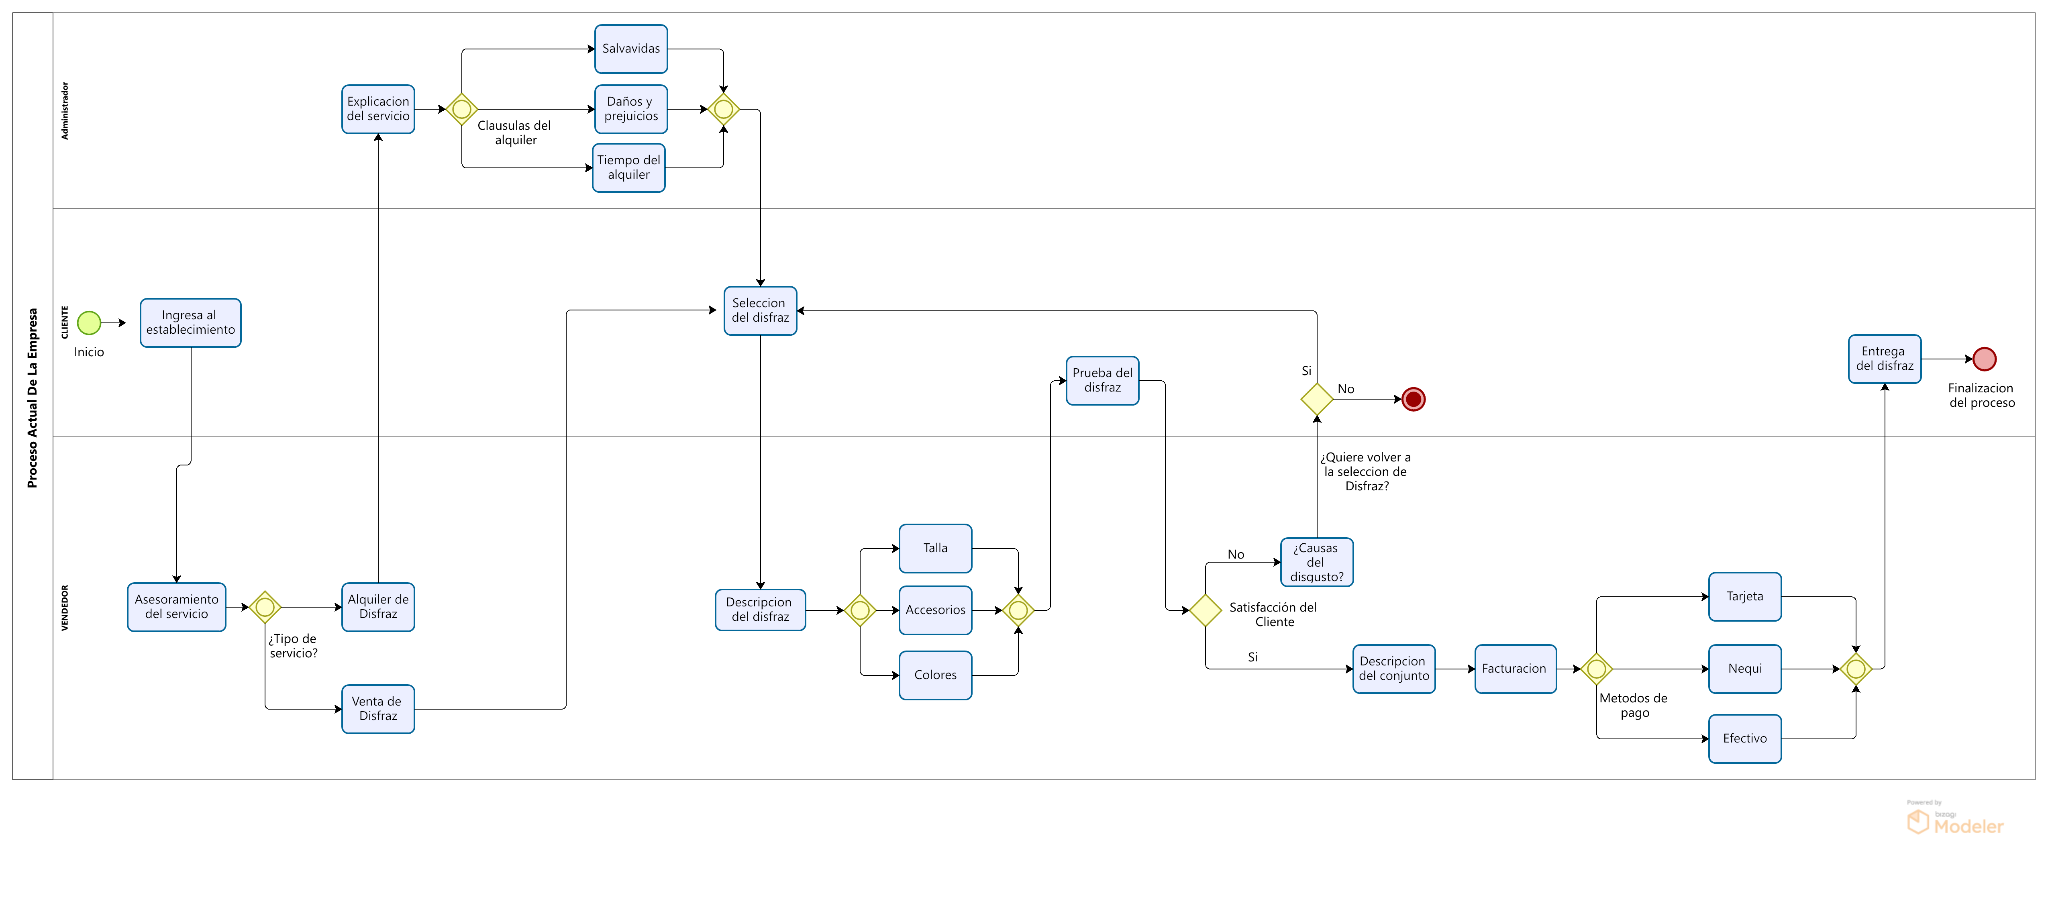 Proceso Actual De La Empresa
Administrador
Explicacion
del servicio
Clausulas del
alquiler
Salvavidas
Daños y
prejuicios
Tiempo del
alquiler
CLIENTE
Inicio
Ingresa al
establecimiento
Seleccion
del disfraz
Prueba del
disfraz
Si
No
Entrega
del disfraz
Finalizacion
del proceso
VENDEDOR
Asesoramiento
del servicio
¿Tipo de
servicio?
Alquiler de
Disfraz
Venta de
Disfraz
Descripcion
del disfraz
Talla
Accesorios
Colores
Satisfacción del
Cliente
No
¿Causas
del
disgusto?
¿Quiere volver a
la seleccion de
Disfraz?
Si
Descripcion
del conjunto
Facturacion
Metodos de
pago
Tarjeta
Nequi
Efectivo
Powered by
bizagi
Modeler